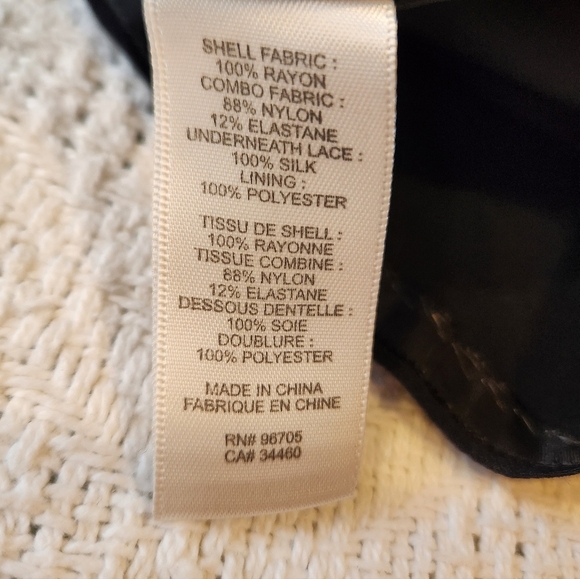 SHELL FABRIC :
100% RAYON
COMBO FABRIC :
88% NYLON
12% ELASTANE
UNDERNEATH LACE :
100% SILK
LINING :
100% POLYESTER
TISSU DE SHELL :
100% RAYONNE
TISSUE COMBINE :
88% NYLON
12% ELASTANE
DESSOUS DENTELLE :
100% SOIE
DOUBLURE :
100% POLYESTER
MADE IN CHINA
FABRIQUE EN CHINE
RN# 96705
CA# 34460